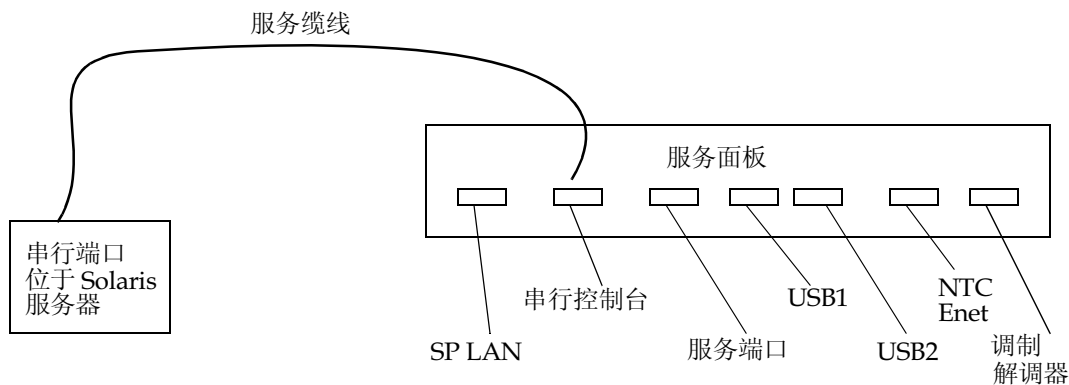 服务缆线
服务面板
串行端口
位于 Solaris
服务器
串行控制台
USB1
NTC
Enet
SP LAN
服务端口
USB2
调制
解调器